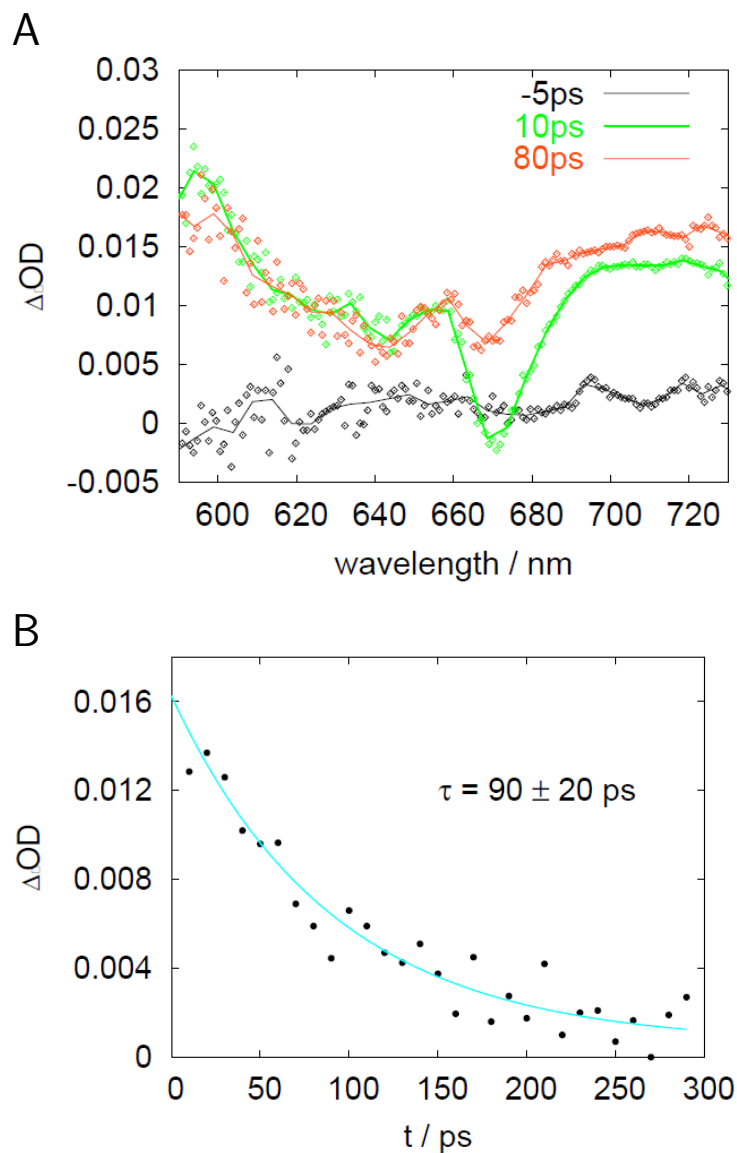 A
0.03
0.025
0.02
0.015
0.01
0.005
0
-0.005
ΔOD
-5ps
10ps
80ps
600 620 640 660 680 700 720
wavelength / nm
B
0.016
0.012
0.008
0.004
0
ΔOD
τ = 90 ± 20 ps
0 50 100 150 200 250 300
t / ps